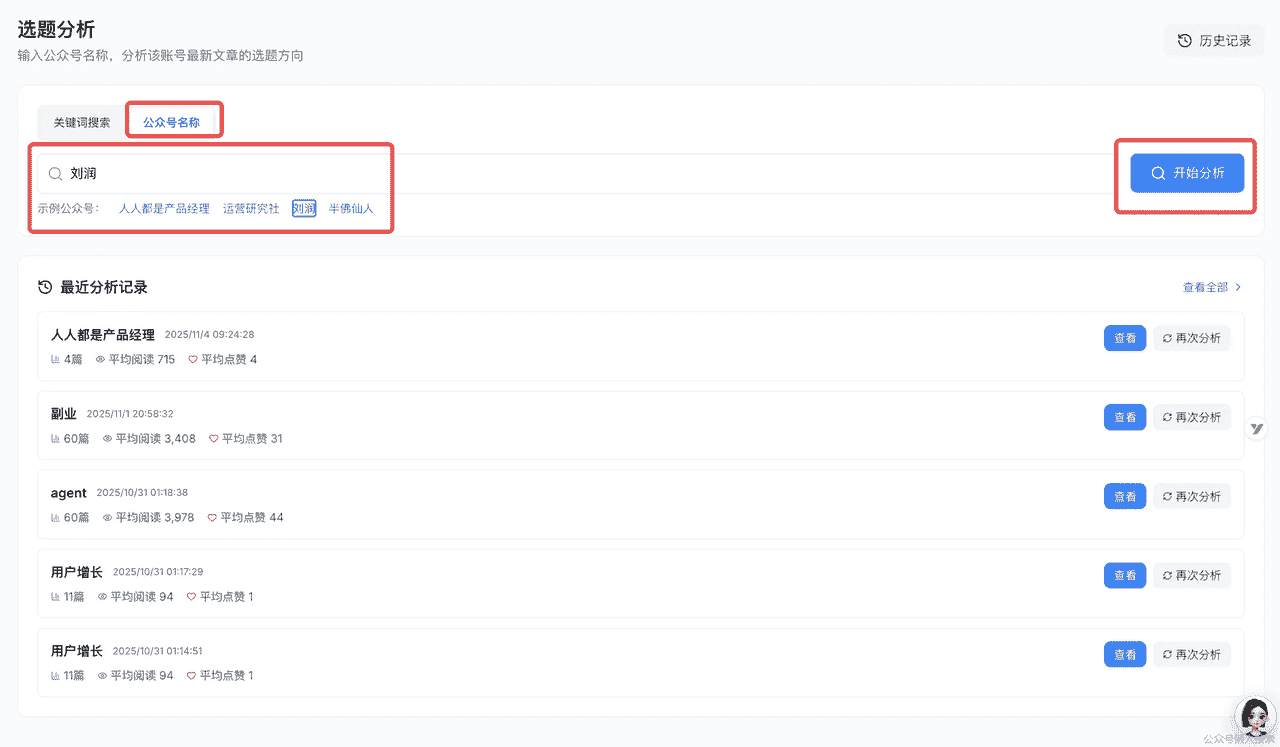 选题分析
输入公众号名称，分析该账号最新文章的选题方向
历史记录
关键词搜索 公众号名称
刘润
开始分析
示例公众号： 人人都是产品经理 运营研究社 刘润 半佛仙人
最近分析记录
查看全部
人人都是产品经理 2025/11/4 09:24:28
4篇 平均阅读 715 平均点赞 4
查看 再次分析
副业 2025/11/1 20:58:32
60篇 平均阅读 3,408 平均点赞 31
查看 再次分析
agent 2025/10/31 01:18:38
60篇 平均阅读 3,978 平均点赞 44
查看 再次分析
用户增长 2025/10/31 01:17:29
11篇 平均阅读 94 平均点赞 1
查看 再次分析
用户增长 2025/10/31 01:14:51
11篇 平均阅读 94 平均点赞 1
查看 再次分析
公众号